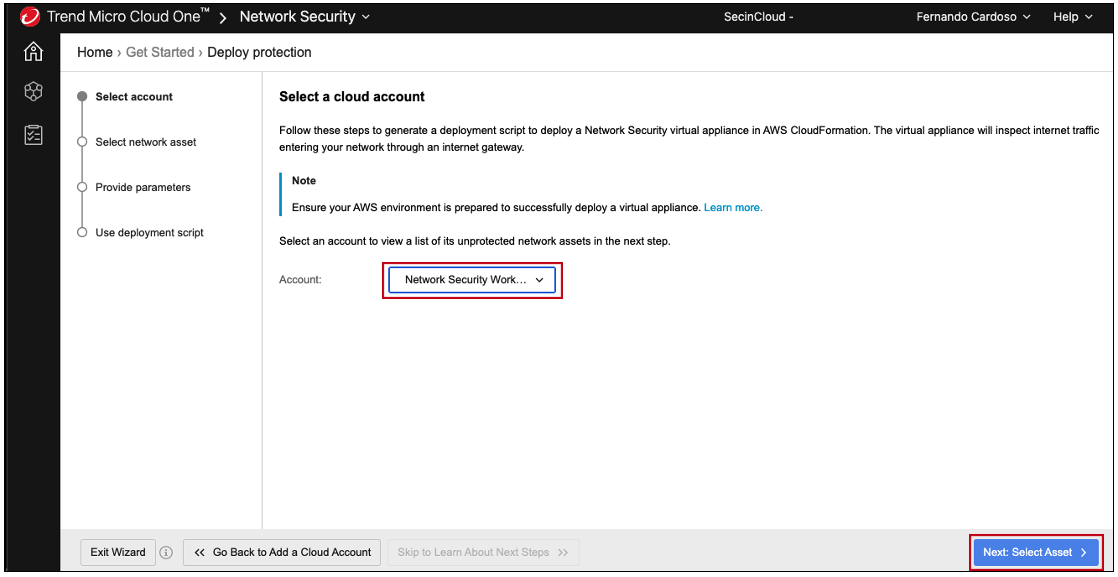 Trend Micro Cloud One™ > Network Security
SecinCloud -
Fernando Cardoso
Help
Home › Get Started › Deploy protection
Select account
Select network asset
Provide parameters
Use deployment script
Select a cloud account
Follow these steps to generate a deployment script to deploy a Network Security virtual appliance in AWS CloudFormation. The virtual appliance will inspect internet traffic
entering your network through an internet gateway.
Note
Ensure your AWS environment is prepared to successfully deploy a virtual appliance. Learn more.
Select an account to view a list of its unprotected network assets in the next step.
Account:
Network Security Work...
Exit Wizard
<< Go Back to Add a Cloud Account
Skip to Learn About Next Steps >>
Next: Select Asset >